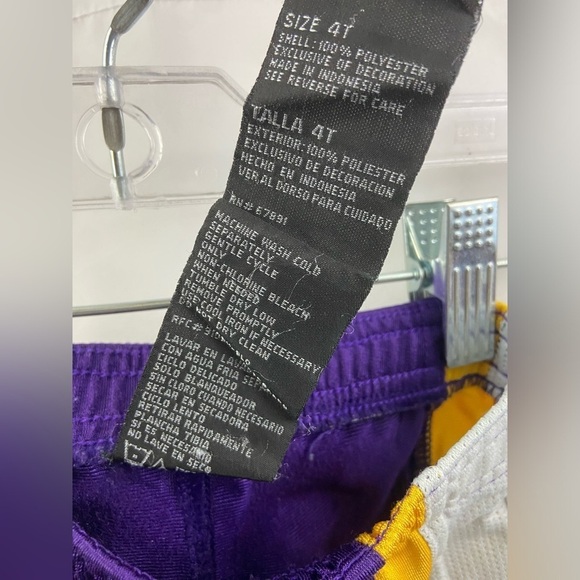 SIZE 4T
SHELL: 100% POLYESTER
EXCLUSIVE OF DECORATION
MADE IN INDONESIA
SEE REVERSE FOR CARE
TALLA 4T
EXTERIOR: 100% POLIESTER
EXCLUSIVO DE DECORACION
HECHO EN INDONESIA
VER,AL DORSO PARA CUIDADO
RN# 67891
MACHINE WASH COLD
SEPARATELY
GENTLE CYCLE
ONLY
NON-CHLORINE BLEACH
WHEN NEEDED
TUMBLE DRY LOW
REMOVE PROMPTLY
COOL IRON IF NECESSARY
DRY CLEAN
LAVAR EN
CON AGUA FRIA
CICLO DELICADO
SOLO BLANQUEADOR
SIN CLORO CUANDO NECESARIO
SECAR EN SECADORA
CICLO LENTO
RETIRAR RAPIDAMENTE
PLANCHA TIBIA
SI ES NECESARIO
NO LAVE EN SECO